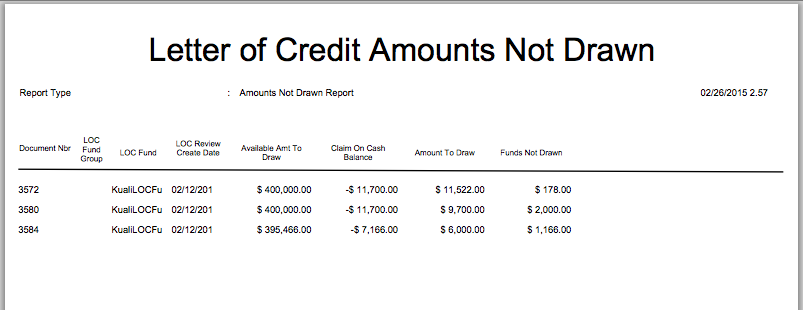 Letter of Credit Amounts Not Drawn
Report Type : Amounts Not Drawn Report 02/26/2015 2.57
Document Nbr LOC Fund Group LOC Fund LOC Review Create Date Available Amt To Draw Claim On Cash Balance Amount To Draw Funds Not Drawn
3572 KualiLOCFu 02/12/201 $ 400,000.00 -$ 11,700.00 $ 11,522.00 $ 178.00
3580 KualiLOCFu 02/12/201 $ 400,000.00 -$ 11,700.00 $ 9,700.00 $ 2,000.00
3584 KualiLOCFu 02/12/201 $ 395,466.00 -$ 7,166.00 $ 6,000.00 $ 1,166.00